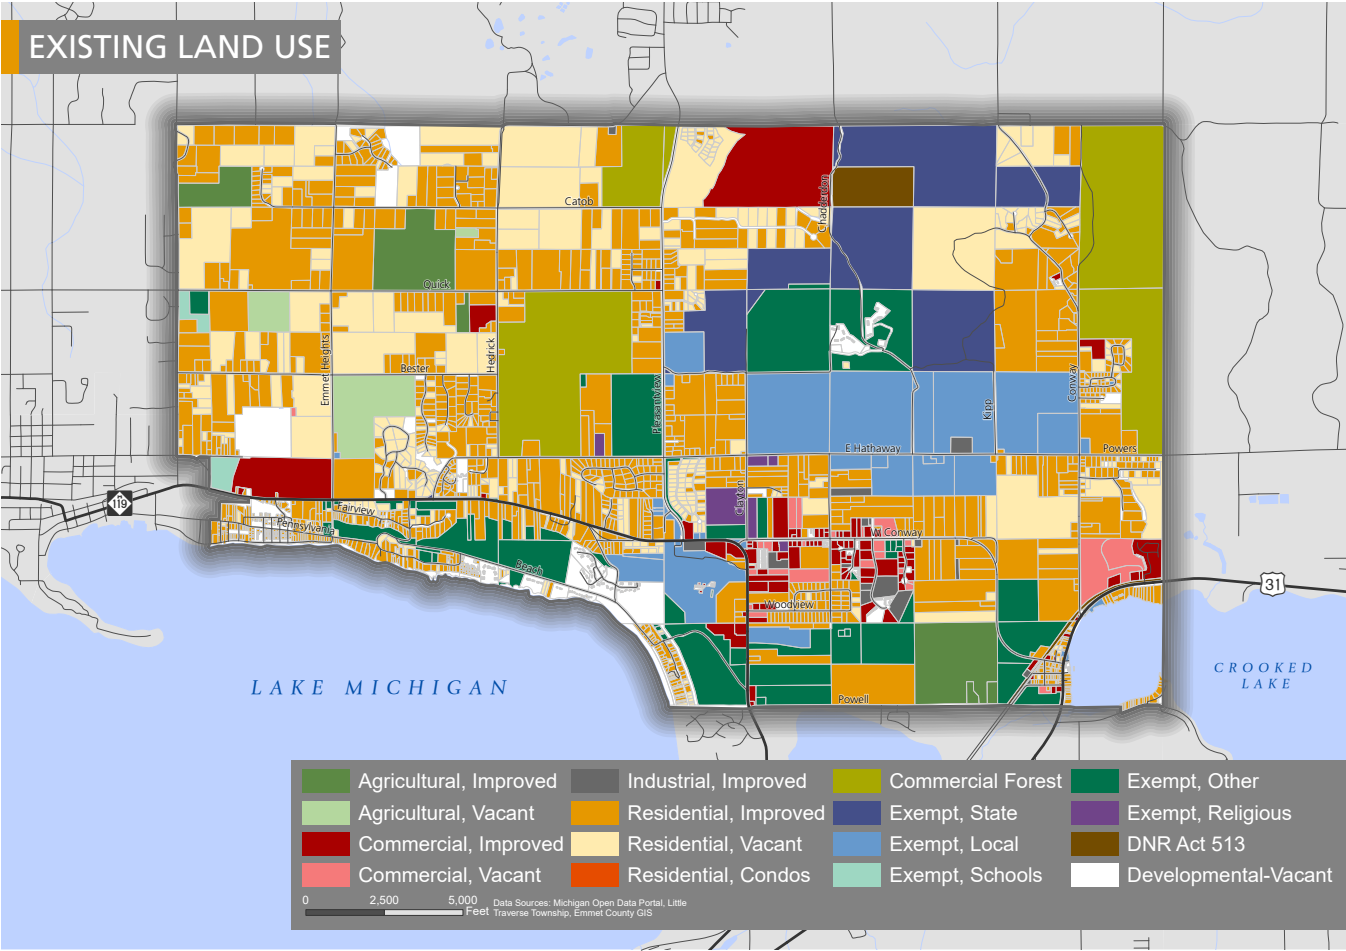 EXISTING LAND USE
Catob
Chadderdon
Quick
Emmet Heights
Bester
Hedrick
Pleasantview
Kipp
Conway
E Hathaway
Powers
119
Fairview
Pennsylvania
Clayton
W Conway
Beach
31
Woodview
CROOKED
LAKE
LAKE MICHIGAN
Powell
Agricultural, Improved
Agricultural, Vacant
Commercial, Improved
Commercial, Vacant
Industrial, Improved
Residential, Improved
Residential, Vacant
Residential, Condos
Commercial Forest
Exempt, State
Exempt, Local
Exempt, Schools
Exempt, Other
Exempt, Religious
DNR Act 513
Developmental-Vacant
0 2,500 5,000
Feet
Data Sources: Michigan Open Data Portal, Little
Traverse Township, Emmet County GIS